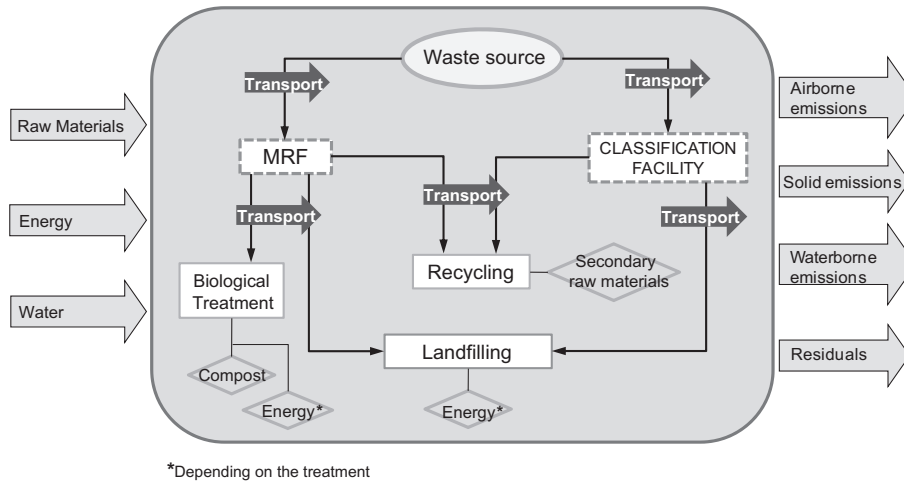 Waste source
Transport
Transport
Airborne
emissions
Raw Materials
MRF
CLASSIFICATION
FACILITY
Solid emissions
Transport
Transport
Transport
Energy
Waterborne
emissions
Biological
Treatment
Recycling
Secondary
raw materials
Water
Landfilling
Residuals
Compost
Energy*
Energy*
*Depending on the treatment